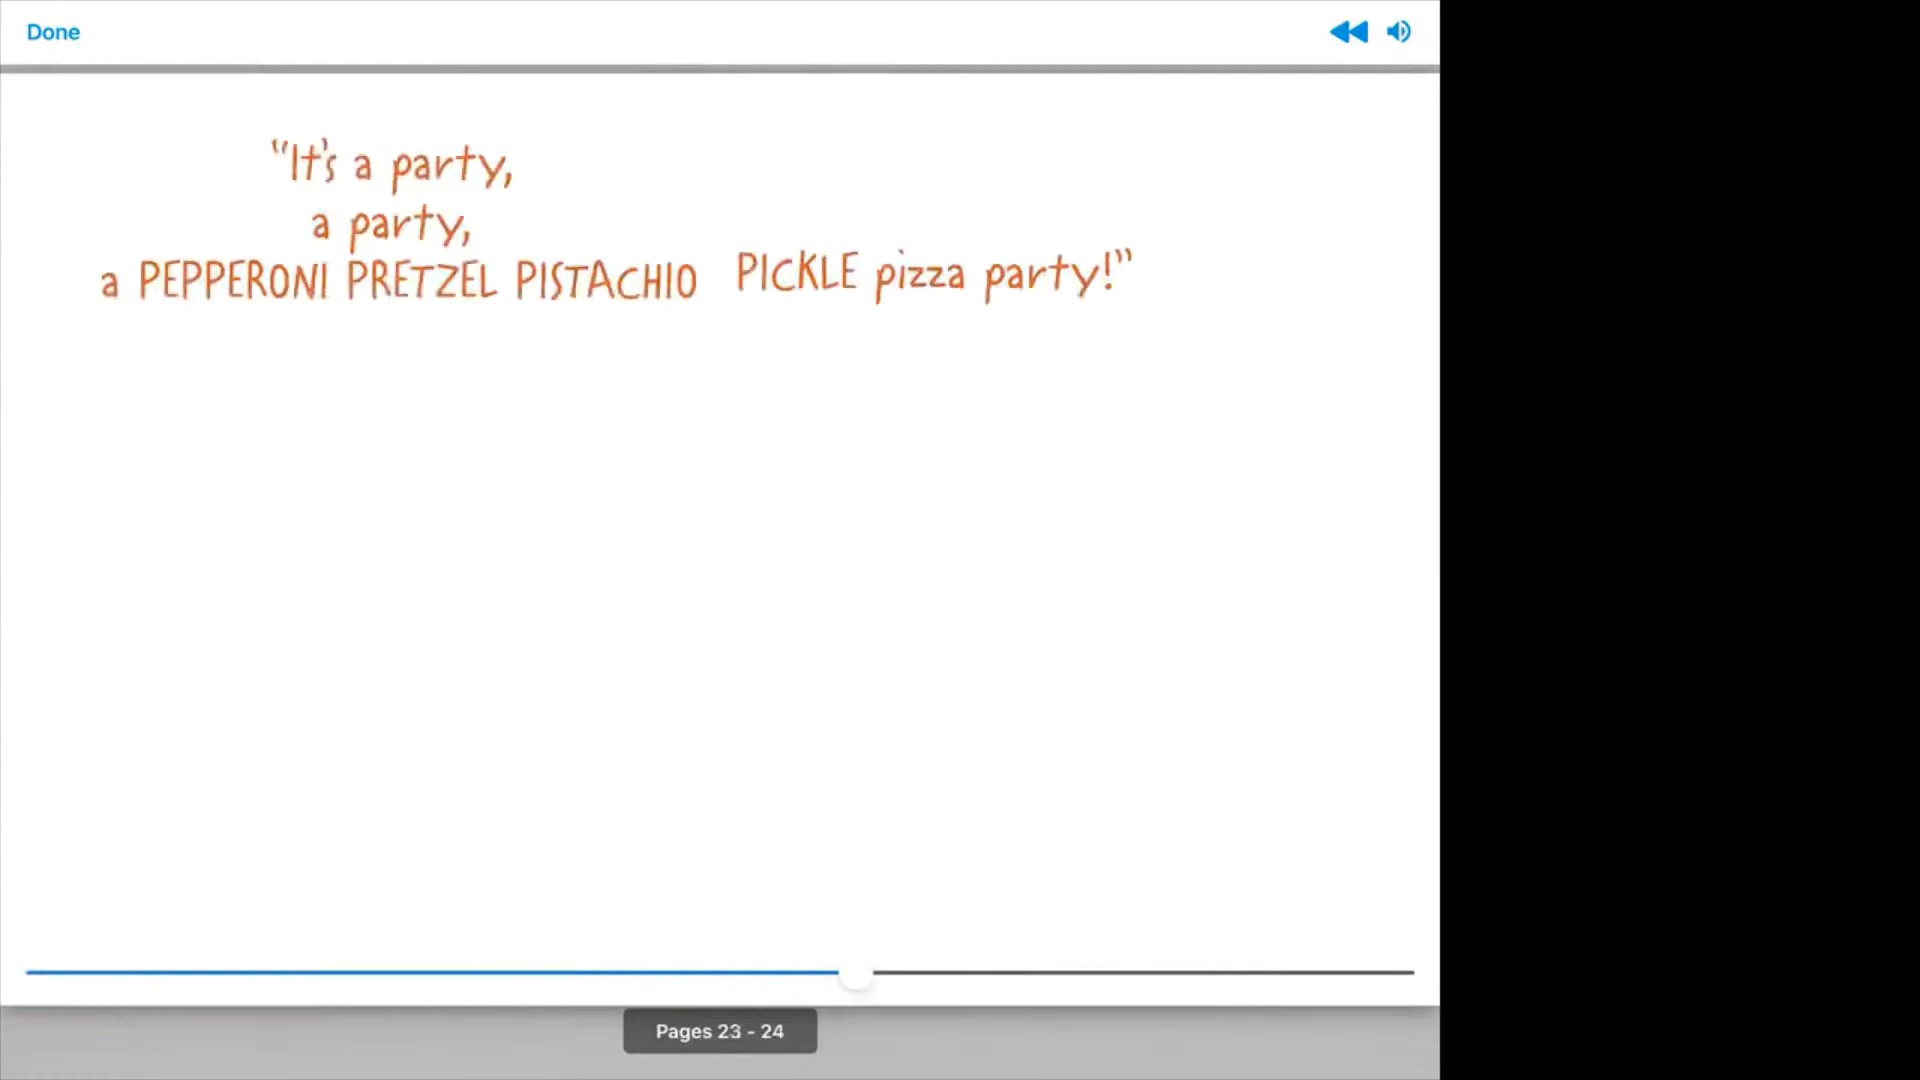 Done
“It's a party,
a party,
a PEPPERONI PRETZEL PISTACHIO PICKLE pizza party!”
Pages 23 - 24